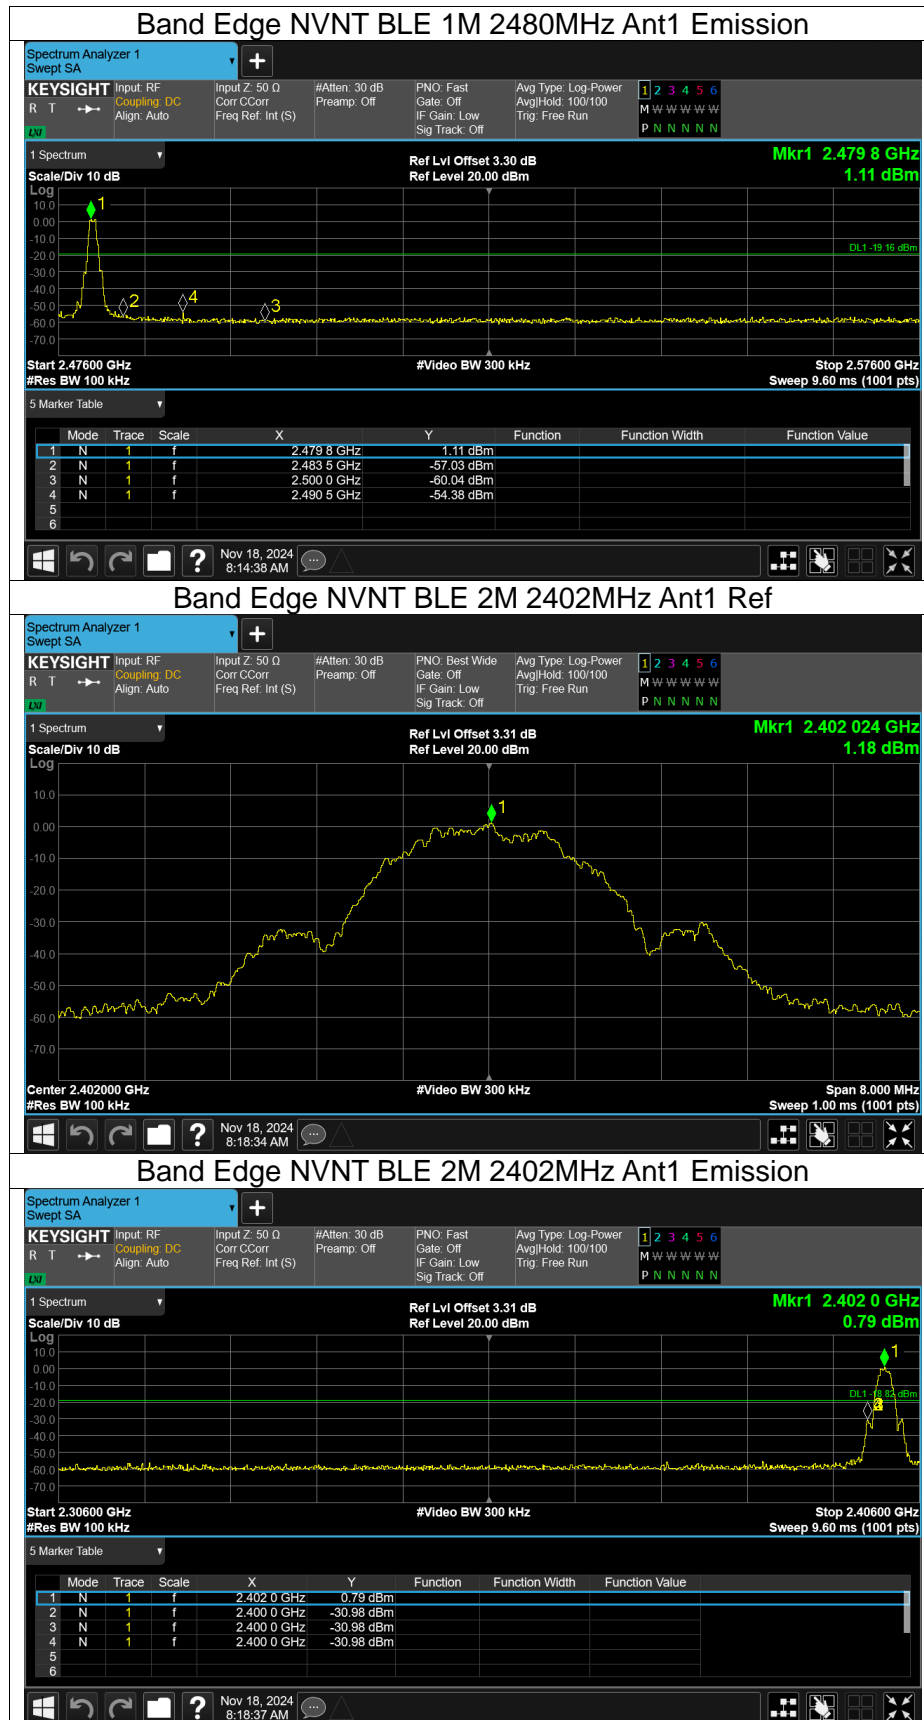 Band Edge NVNT BLE 1M 2480MHz Ant1 Emission
Spectrum Analyzer 1
Swept SA
KEYSIGHT Input: RF Input Z: 50 Ω #Atten: 30 dB PNO: Fast Avg Type: Log-Power 1 2 3 4 5 6
R T Coupling: DC Corr CCorr Preamp: Off Gate: Off Avg|Hold: 100/100 M W W W W W
Align: Auto Freq Ref: Int (S) IF Gain: Low Trig: Free Run
LXI Sig Track: Off P N N N N N
1 Spectrum Ref Lvl Offset 3.30 dB Mkr1 2.479 8 GHz
Scale/Div 10 dB Ref Level 20.00 dBm 1.11 dBm
Log
10.0 1
0.00
-10.0
-20.0 DL1 -19.16 dBm
-30.0
-40.0
-50.0 2 4 3
-60.0
-70.0
Start 2.47600 GHz #Video BW 300 kHz Stop 2.57600 GHz
#Res BW 100 kHz Sweep 9.60 ms (1001 pts)
5 Marker Table
Mode Trace Scale X Y Function Function Width Function Value
1 N 1 f 2.479 8 GHz 1.11 dBm
2 N 1 f 2.483 5 GHz -57.03 dBm
3 N 1 f 2.500 0 GHz -60.04 dBm
4 N 1 f 2.490 5 GHz -54.38 dBm
5
6
? Nov 18, 2024
8:14:38 AM
Band Edge NVNT BLE 2M 2402MHz Ant1 Ref
Spectrum Analyzer 1
Swept SA
KEYSIGHT Input: RF Input Z: 50 Ω #Atten: 30 dB PNO: Best Wide Avg Type: Log-Power 1 2 3 4 5 6
R T Coupling: DC Corr CCorr Preamp: Off Gate: Off Avg|Hold: 100/100 M W W W W W
Align: Auto Freq Ref: Int (S) IF Gain: Low Trig: Free Run
LXI Sig Track: Off P N N N N N
1 Spectrum Ref Lvl Offset 3.31 dB Mkr1 2.402 024 GHz
Scale/Div 10 dB Ref Level 20.00 dBm 1.18 dBm
Log
10.0
1
0.00
-10.0
-20.0
-30.0
-40.0
-50.0
-60.0
-70.0
Center 2.402000 GHz #Video BW 300 kHz Span 8.000 MHz
#Res BW 100 kHz Sweep 1.00 ms (1001 pts)
? Nov 18, 2024
8:18:34 AM
Band Edge NVNT BLE 2M 2402MHz Ant1 Emission
Spectrum Analyzer 1
Swept SA
KEYSIGHT Input: RF Input Z: 50 Ω #Atten: 30 dB PNO: Fast Avg Type: Log-Power 1 2 3 4 5 6
R T Coupling: DC Corr CCorr Preamp: Off Gate: Off Avg|Hold: 100/100 M W W W W W
Align: Auto Freq Ref: Int (S) IF Gain: Low Trig: Free Run
LXI Sig Track: Off P N N N N N
1 Spectrum Ref Lvl Offset 3.31 dB Mkr1 2.402 0 GHz
Scale/Div 10 dB Ref Level 20.00 dBm 0.79 dBm
Log
10.0 1
0.00
-10.0
-20.0 DL1 -18.82 dBm
-30.0
-40.0
-50.0
-60.0
-70.0
Start 2.30600 GHz #Video BW 300 kHz Stop 2.40600 GHz
#Res BW 100 kHz Sweep 9.60 ms (1001 pts)
5 Marker Table
Mode Trace Scale X Y Function Function Width Function Value
1 N 1 f 2.402 0 GHz 0.79 dBm
2 N 1 f 2.400 0 GHz -30.98 dBm
3 N 1 f 2.400 0 GHz -30.98 dBm
4 N 1 f 2.400 0 GHz -30.98 dBm
5
6
? Nov 18, 2024
8:18:37 AM